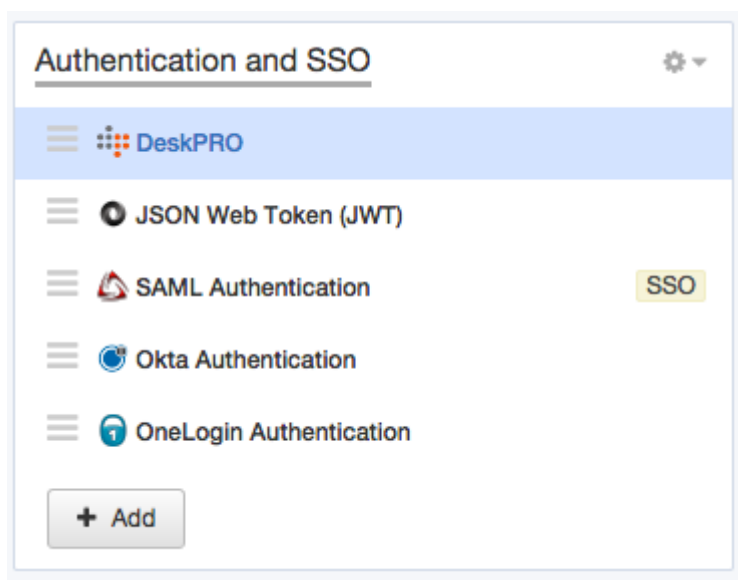 Authentication and SSO
DeskPRO
JSON Web Token (JWT)
SAML Authentication SSO
Okta Authentication
OneLogin Authentication
+ Add